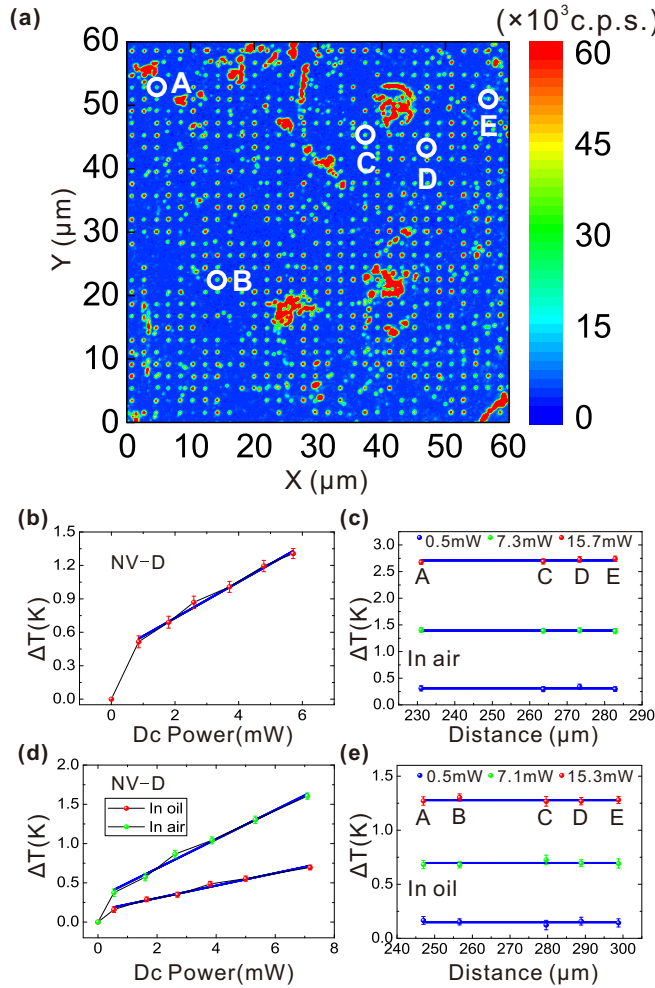 (a)
(×10³c.p.s.)
60
50
40
30
20
10
0
Y (µm)
A
B
C
D
E
0 10 20 30 40 50 60
X (µm)
60
45
30
15
0
(b)
NV-D
1.5
1.2
0.9
0.6
0.3
0.0
ΔT(K)
0 2 4 6
Dc Power(mW)
(c)
0.5mW 7.3mW 15.7mW
3.0
2.5
2.0
1.5
1.0
0.5
0.0
ΔT(K)
A C D E
In air
230 240 250 260 270 280 290
Distance (µm)
(d)
NV-D
In oil
In air
2.0
1.5
1.0
0.5
0.0
ΔT(K)
0 2 4 6 8
Dc Power(mW)
(e)
0.5mW 7.1mW 15.3mW
1.5
1.0
0.5
0.0
ΔT(K)
A B C D E
In oil
240 250 260 270 280 290 300
Distance (µm)